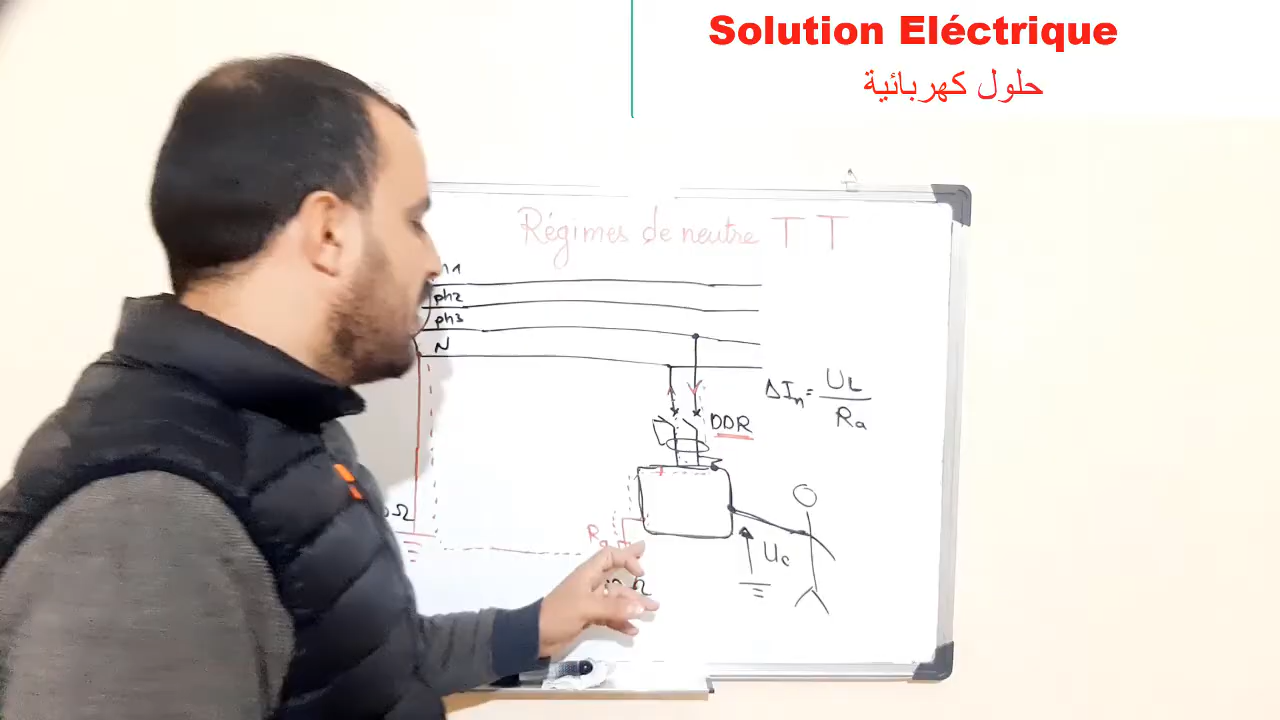 Solution Eléctrique
حلول كهربائية
Régimes de neutre TT
ph2
ph3
N
ΔIn = UL / Ra
DDR
Ω
Ra
Ω
Uc